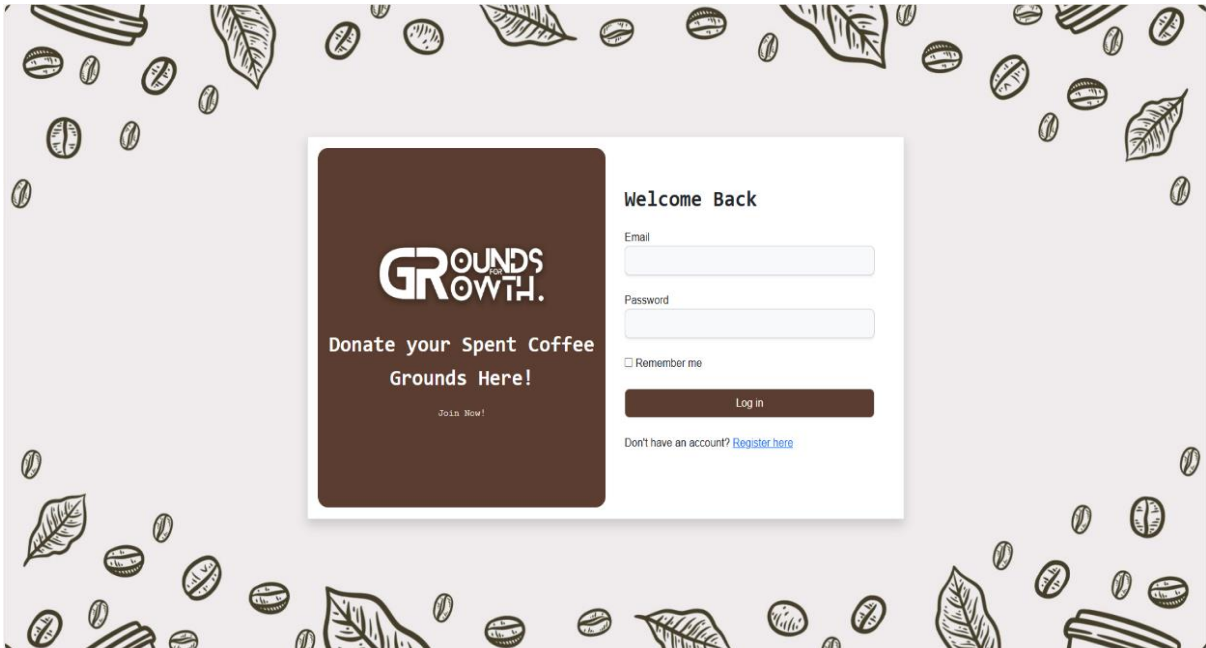 GROUNDS
FOR
GROWTH.
Donate your Spent Coffee
Grounds Here!
Join Now!
Welcome Back
Email
Password
Remember me
Log in
Don't have an account? Register here